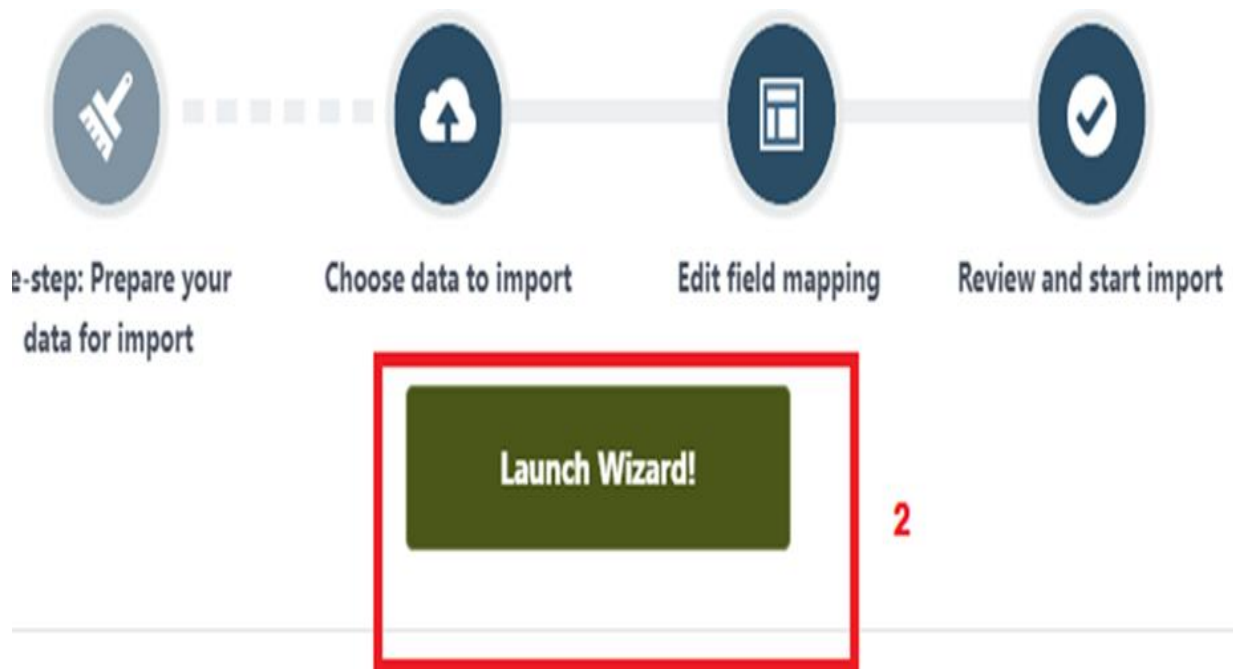 e-step: Prepare your
data for import
Choose data to import
Edit field mapping
Review and start import
Launch Wizard!
2